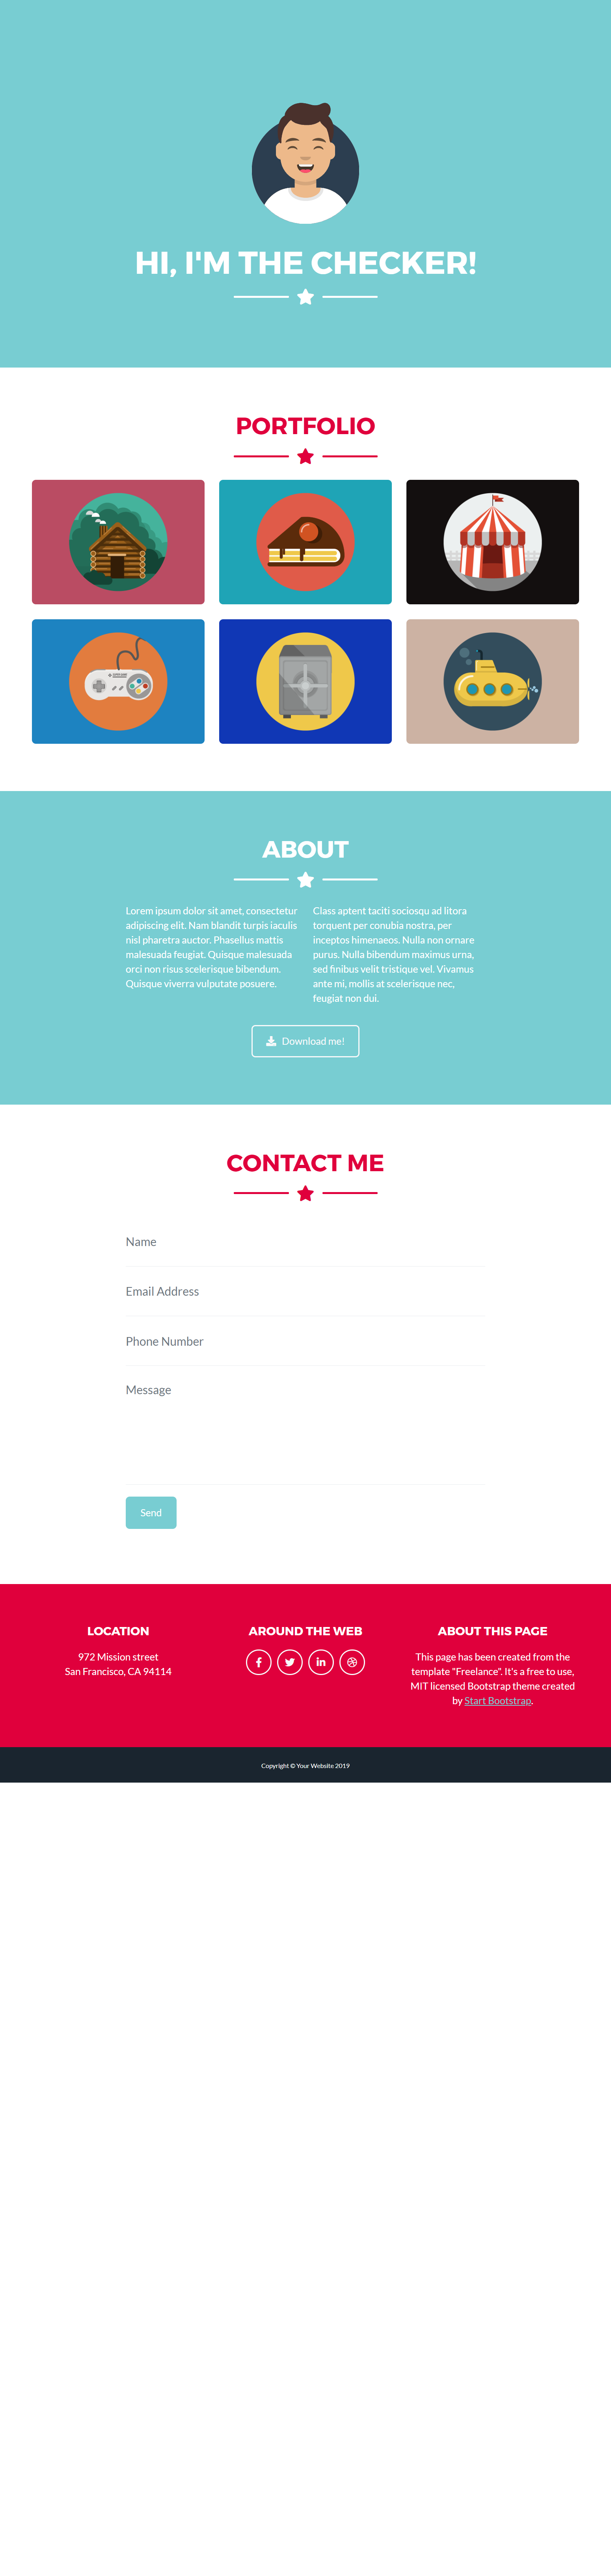 HI, I'M THE CHECKER!
PORTFOLIO
ABOUT
Lorem ipsum dolor sit amet, consectetur
adipiscing elit. Nam blandit turpis iaculis
nisl pharetra auctor. Phasellus mattis
malesuada feugiat. Quisque malesuada
orci non risus scelerisque bibendum.
Quisque viverra vulputate posuere.
Class aptent taciti sociosqu ad litora
torquent per conubia nostra, per
inceptos himenaeos. Nulla non ornare
purus. Nulla bibendum maximus urna,
sed finibus velit tristique vel. Vivamus
ante mi, mollis at scelerisque nec,
feugiat non dui.
Download me!
CONTACT ME
Name
Email Address
Phone Number
Message
Send
LOCATION
972 Mission street
San Francisco, CA 94114
AROUND THE WEB
ABOUT THIS PAGE
This page has been created from the
template "Freelance". It's a free to use,
MIT licensed Bootstrap theme created
by Start Bootstrap.
Copyright © Your Website 2019